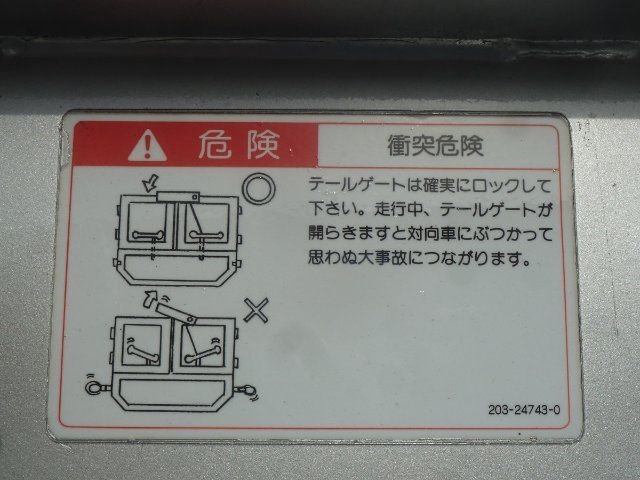 危険
衝突危険
テールゲートは確実にロックして
下さい。走行中、テールゲートが
開らきますと対向車にぶつかって
思わぬ大事故につながります。
203-24743-0